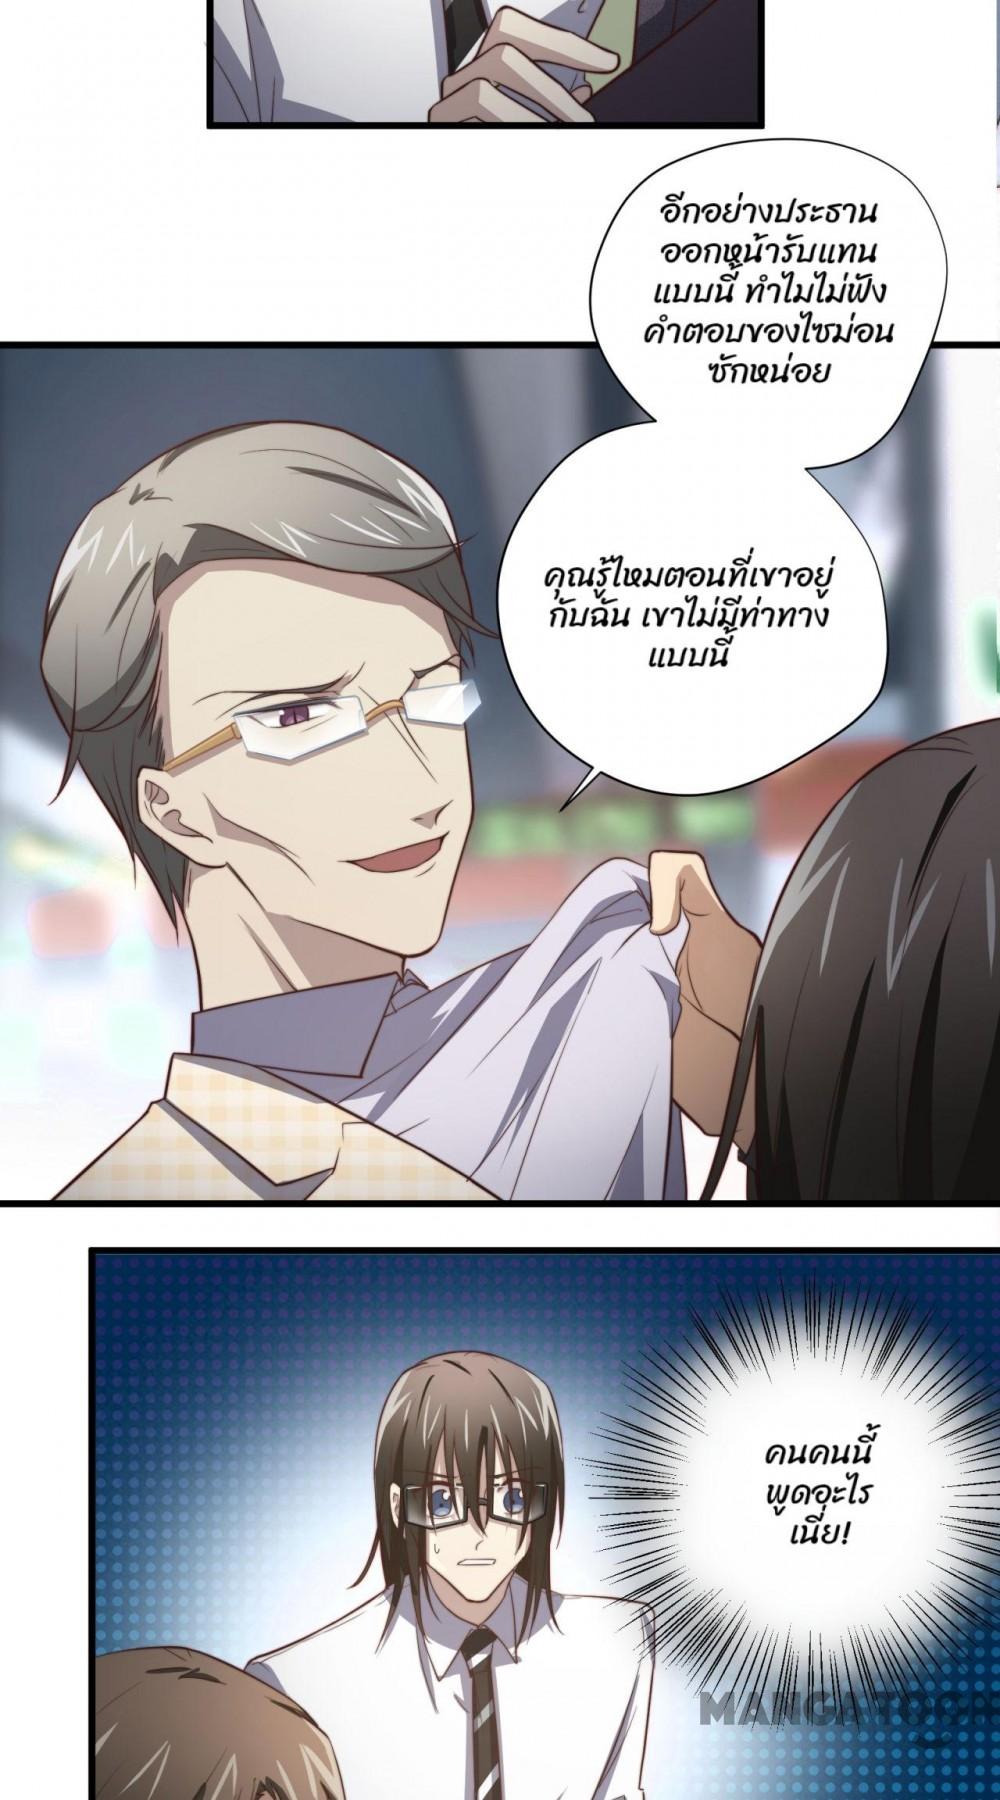 อีกอย่างประธาน
ออกหน้ารับแทน
แบบนี้ ทำไมไม่ฟัง
คำตอบของไซม่อน
ซักหน่อย
คุณรู้ไหมตอนที่เขาอยู่
กับฉัน เขาไม่มีท่าทาง
แบบนี้
คนคนนี้
พูดอะไร
เนี่ย!
MANGATOON